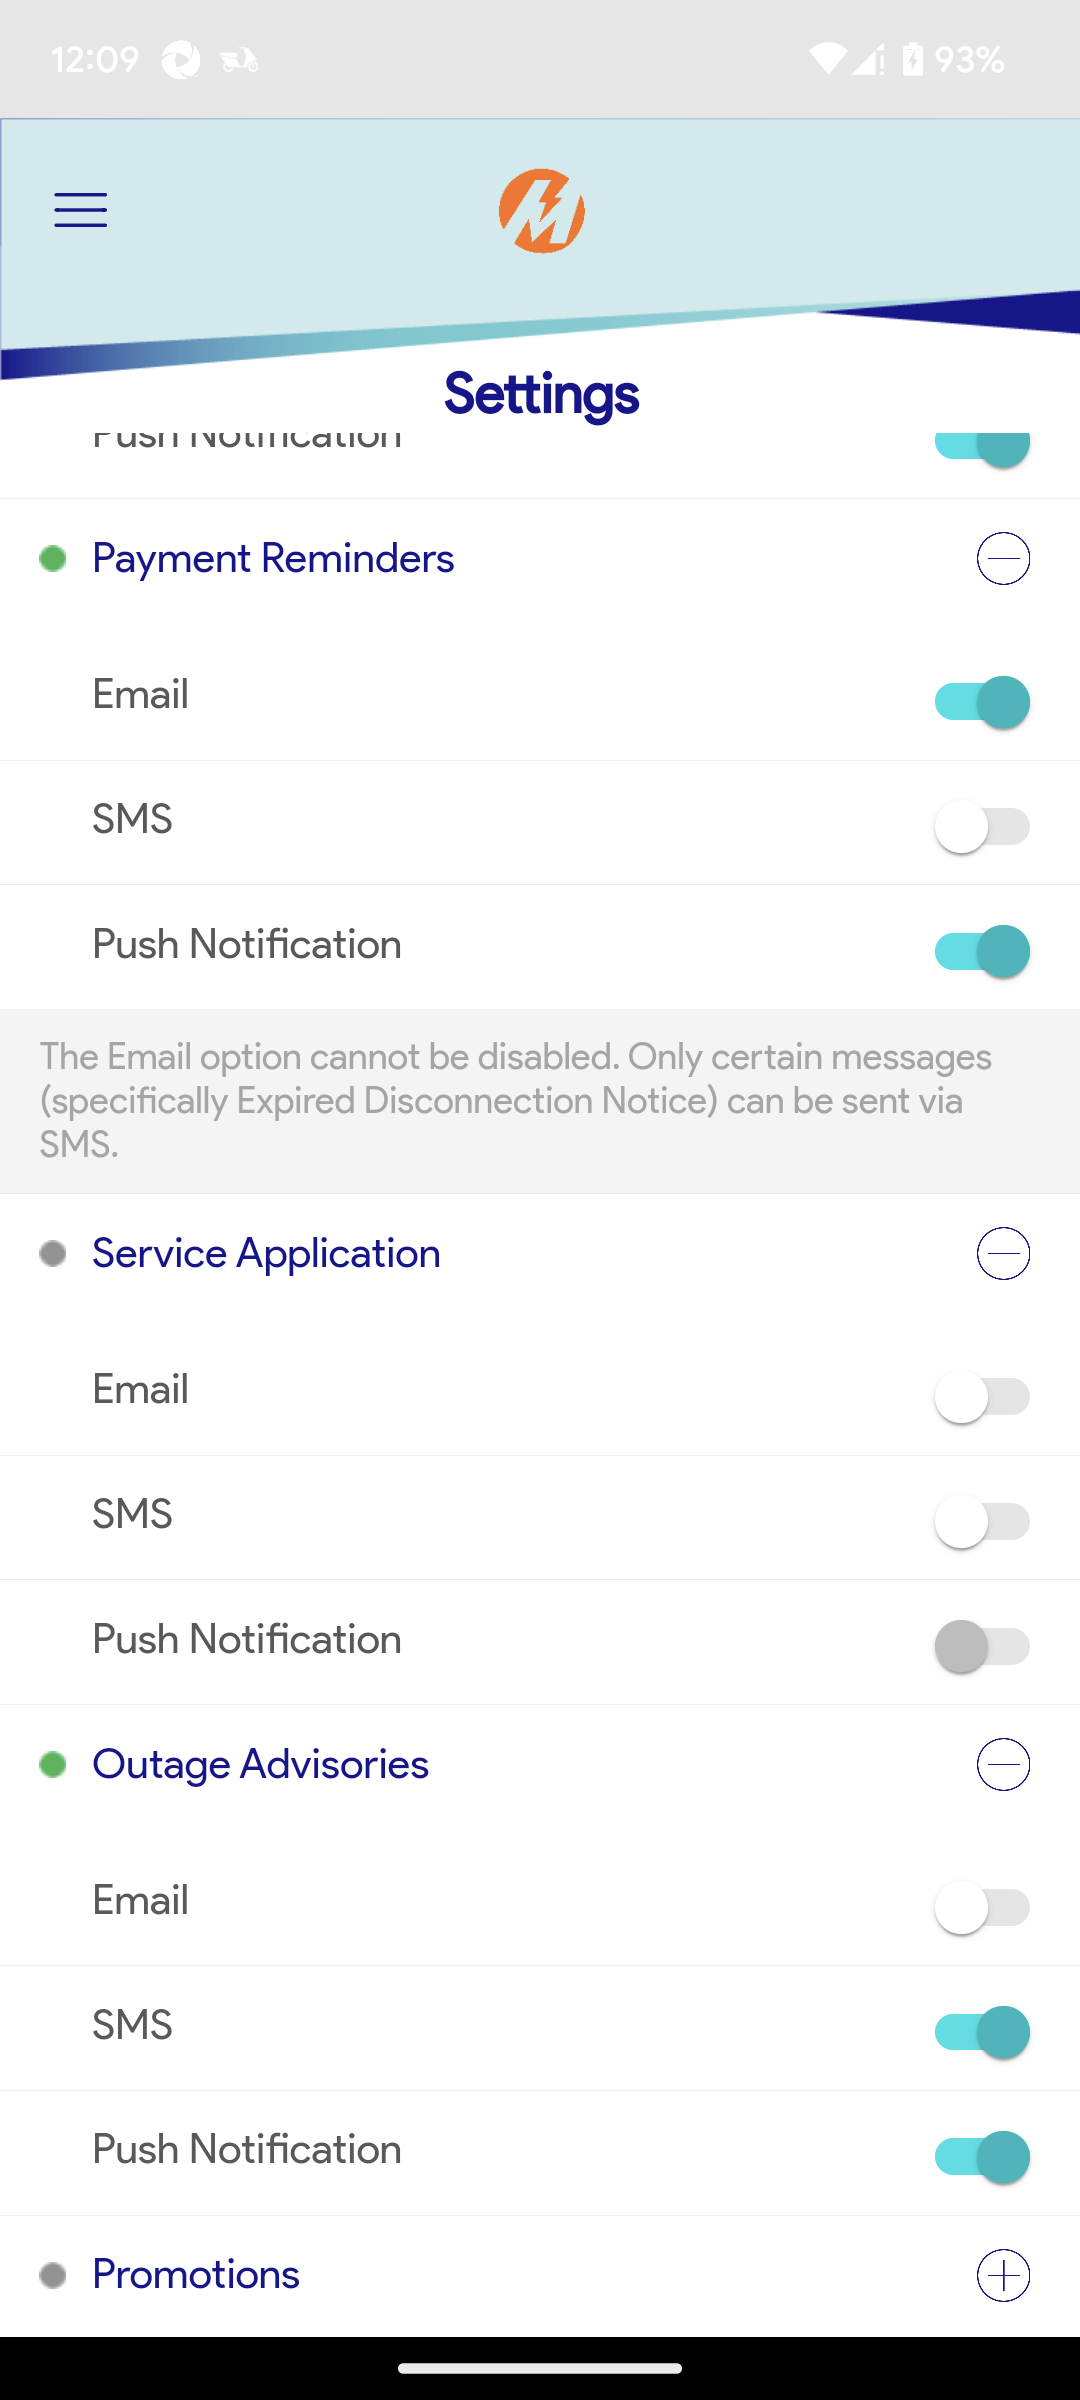 12:09
93%
Settings
Push Notification
Payment Reminders
Email
SMS
Push Notification
The Email option cannot be disabled. Only certain messages
(specifically Expired Disconnection Notice) can be sent via
SMS.
Service Application
Email
SMS
Push Notification
Outage Advisories
Email
SMS
Push Notification
Promotions